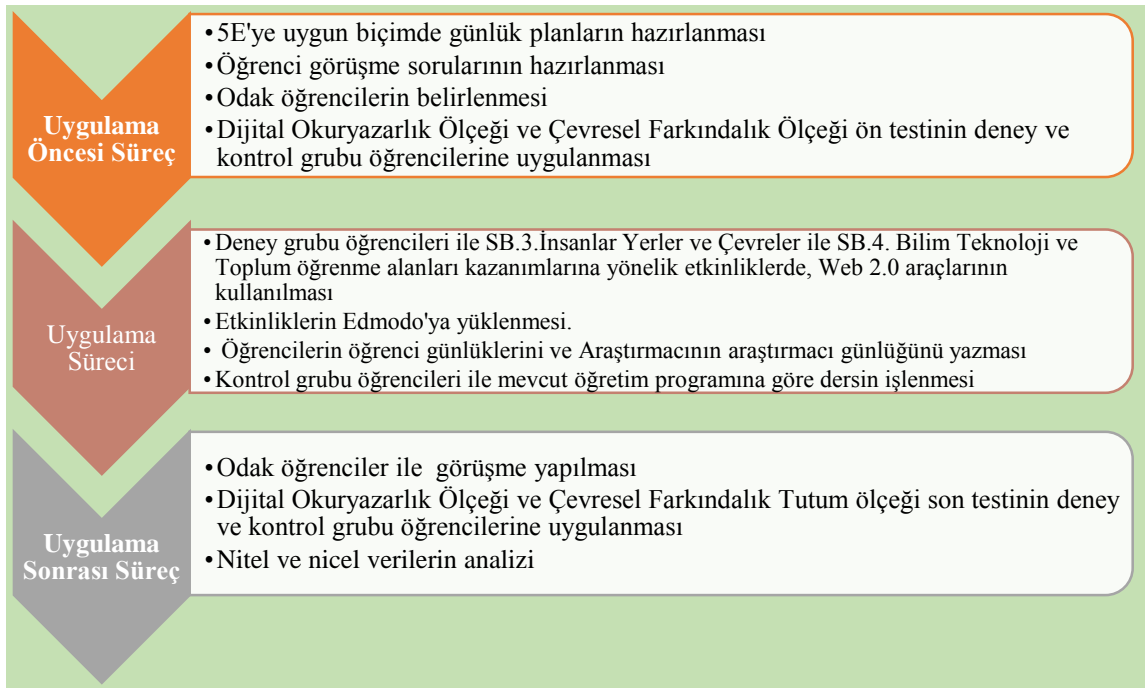 Uygulama
Öncesi Süreç
•5E'ye uygun biçimde günlük planların hazırlanması
•Öğrenci görüşme sorularının hazırlanması
•Odak öğrencilerin belirlenmesi
•Dijital Okuryazarlık Ölçeği ve Çevresel Farkındalık Ölçeği ön testinin deney ve
kontrol grubu öğrencilerine uygulanması
Uygulama
Süreci
•Deney grubu öğrencileri ile SB.3.İnsanlar Yerler ve Çevreler ile SB.4. Bilim Teknoloji ve
Toplum öğrenme alanları kazanımlarına yönelik etkinliklerde, Web 2.0 araçlarının
kullanılması
•Etkinliklerin Edmodo'ya yüklenmesi.
• Öğrencilerin öğrenci günlüklerini ve Araştırmacının araştırmacı günlüğünü yazması
•Kontrol grubu öğrencileri ile mevcut öğretim programına göre dersin işlenmesi
Uygulama
Sonrası Süreç
•Odak öğrenciler ile görüşme yapılması
•Dijital Okuryazarlık Ölçeği ve Çevresel Farkındalık Tutum ölçeği son testinin deney
ve kontrol grubu öğrencilerine uygulanması
•Nitel ve nicel verilerin analizi